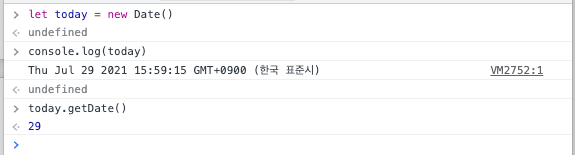 let today = new Date()
undefined
console.log(today)
Thu Jul 29 2021 15:59:15 GMT+0900 (한국 표준시) VM2752:1
undefined
today.getDate()
29